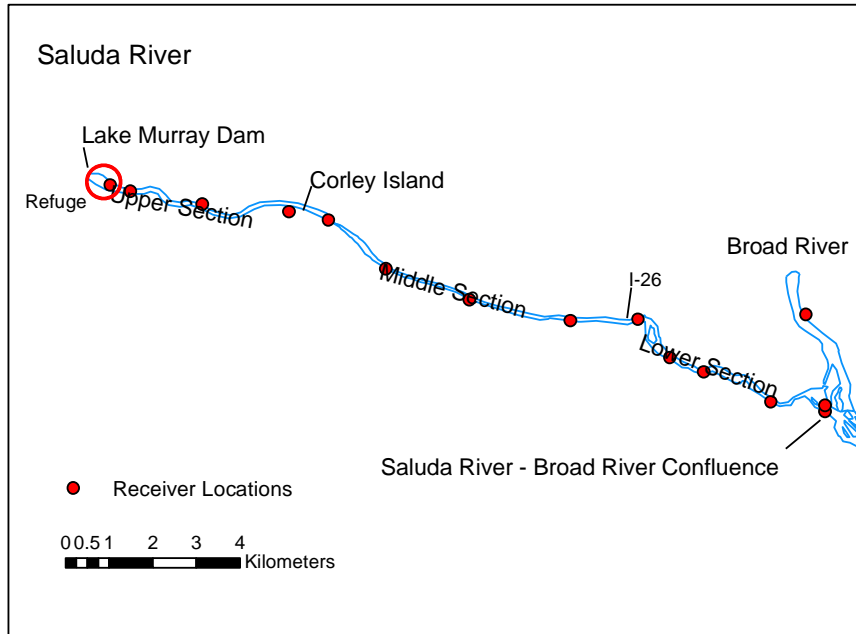 Saluda River
Lake Murray Dam
Refuge
Upper Section
Corley Island
Middle Section
I-26
Broad River
Lower Section
Saluda River - Broad River Confluence
Receiver Locations
0 0.5 1 2 3 4
Kilometers